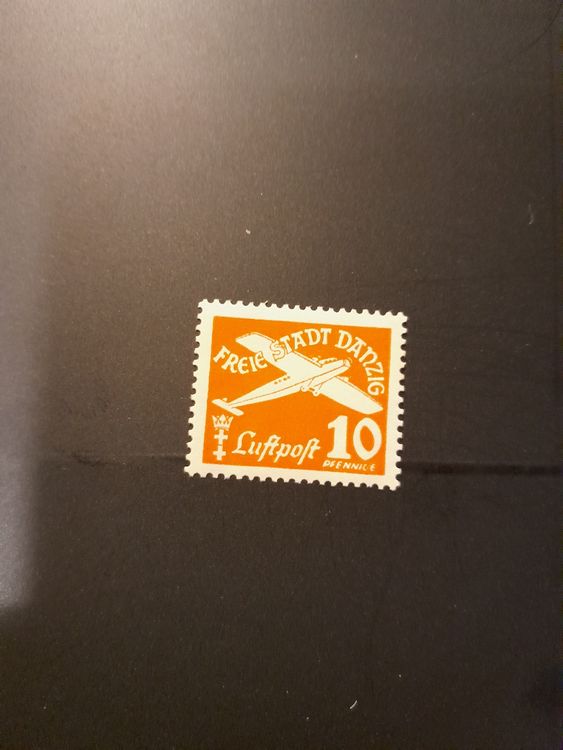 FREIE STADT DANZIG
Luftpost 10
PFENNIGE